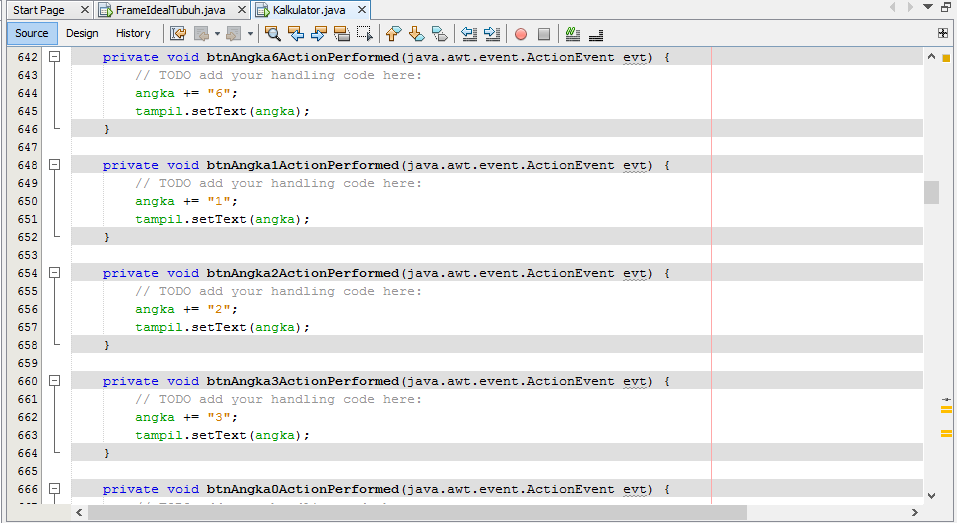 Start Page FrameIdealTubuh.java Kalkulator.java
Source Design History
642 private void btnAngka6ActionPerformed(java.awt.event.ActionEvent evt) {
643 // TODO add your handling code here:
644 angka += "6";
645 tampil.setText(angka);
646 }
647
648 private void btnAngka1ActionPerformed(java.awt.event.ActionEvent evt) {
649 // TODO add your handling code here:
650 angka += "1";
651 tampil.setText(angka);
652 }
653
654 private void btnAngka2ActionPerformed(java.awt.event.ActionEvent evt) {
655 // TODO add your handling code here:
656 angka += "2";
657 tampil.setText(angka);
658 }
659
660 private void btnAngka3ActionPerformed(java.awt.event.ActionEvent evt) {
661 // TODO add your handling code here:
662 angka += "3";
663 tampil.setText(angka);
664 }
665
666 private void btnAngka0ActionPerformed(java.awt.event.ActionEvent evt) {